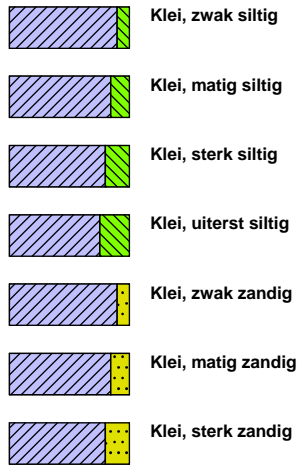 Klei, zwak siltig
Klei, matig siltig
Klei, sterk siltig
Klei, uiterst siltig
Klei, zwak zandig
Klei, matig zandig
Klei, sterk zandig